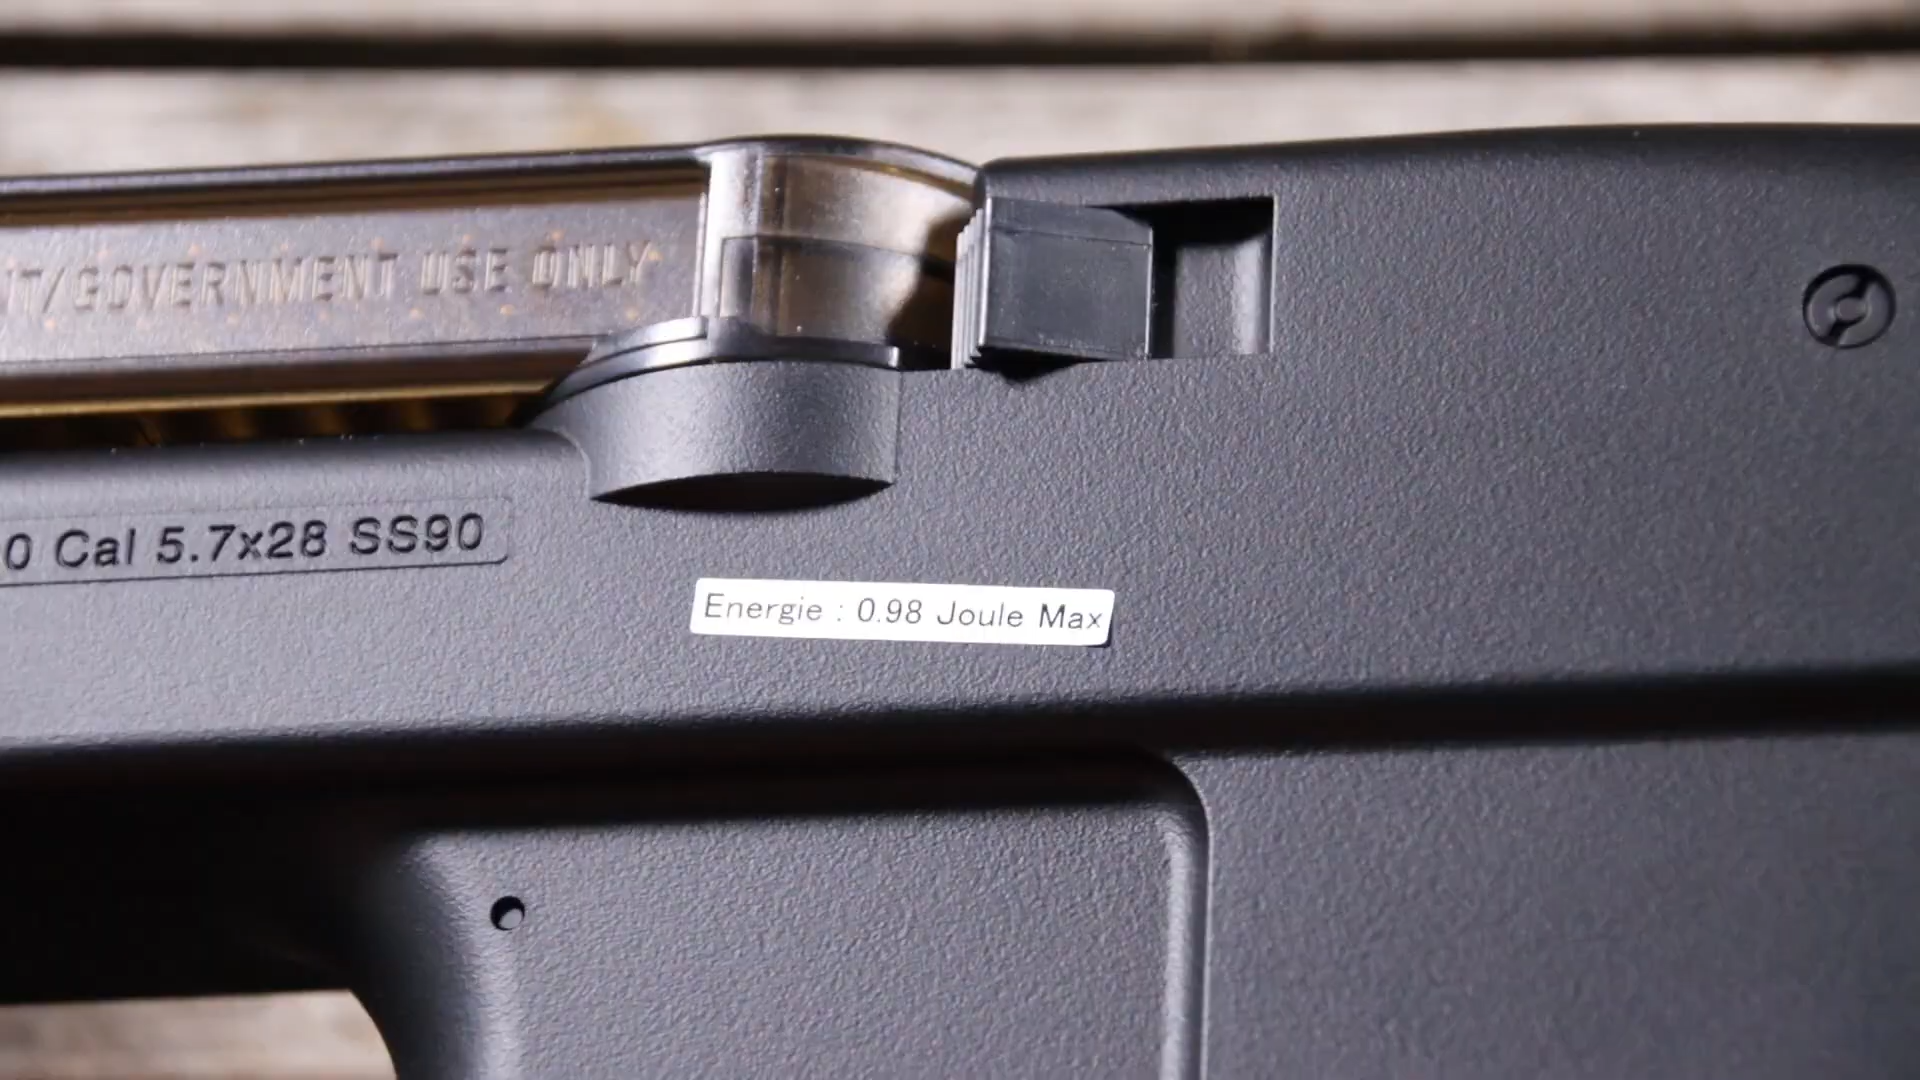 /GOVERNMENT USE ONLY
0 Cal 5.7x28 SS90
Energie : 0.98 Joule Max